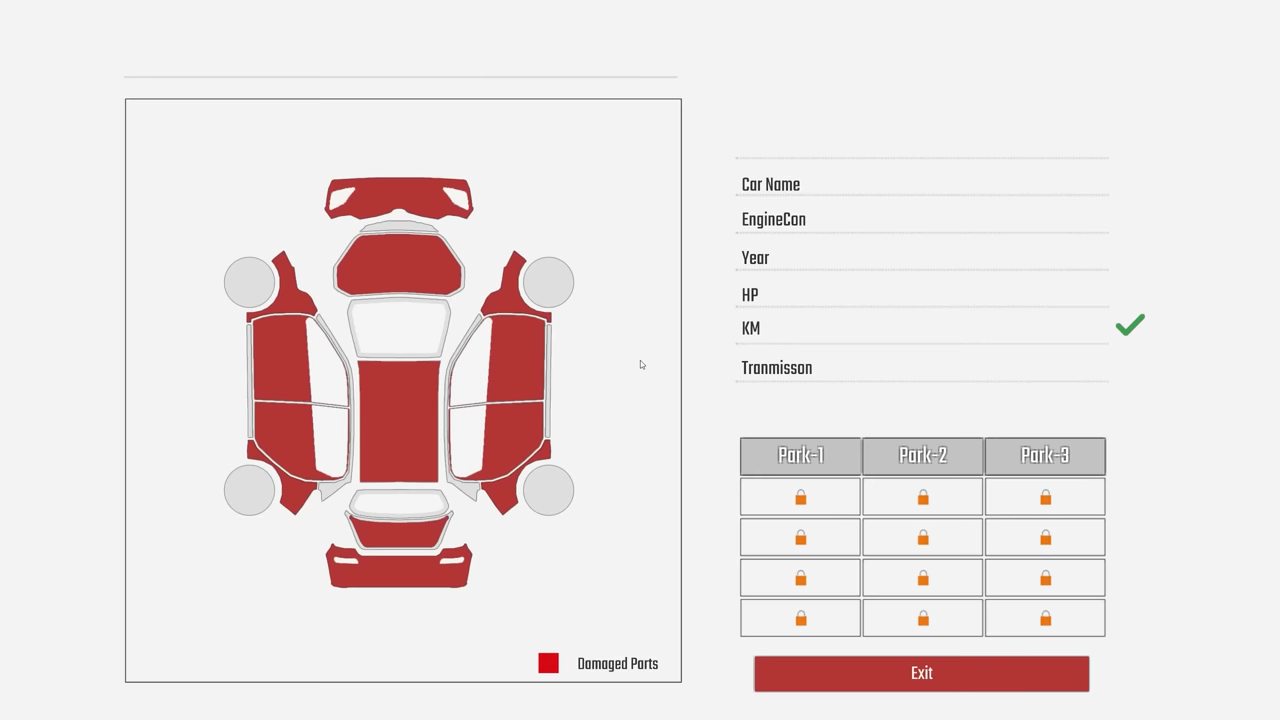 Car Name
EngineCon
Year
HP
KM
Tranmisson
Park-1 Park-2 Park-3
Damaged Parts
Exit